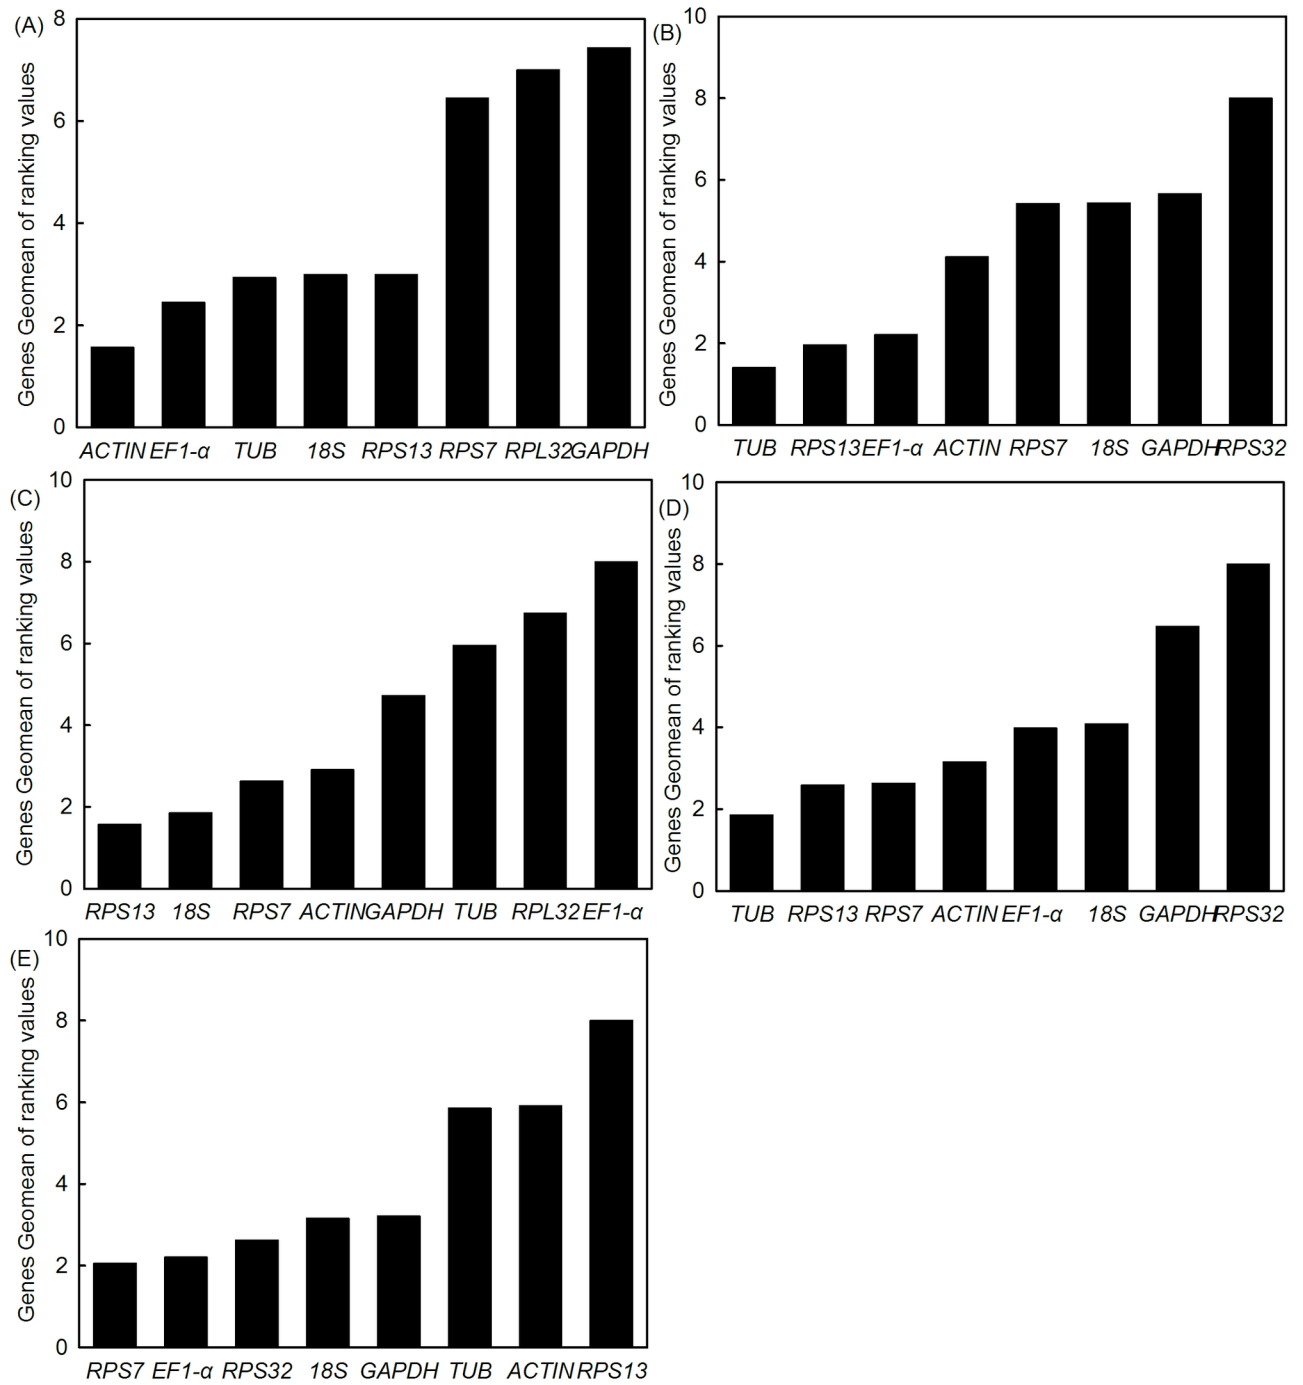 (A)
Genes Geomean of ranking values
8
6
4
2
0
ACTIN EF1-α TUB 18S RPS13 RPS7 RPL32 GAPDH
(B)
Genes Geomean of ranking values
10
8
6
4
2
0
TUB RPS13 EF1-α ACTIN RPS7 18S GAPDH RPS32
(C)
Genes Geomean of ranking values
10
8
6
4
2
0
RPS13 18S RPS7 ACTIN GAPDH TUB RPL32 EF1-α
(D)
Genes Geomean of ranking values
10
8
6
4
2
0
TUB RPS13 RPS7 ACTIN EF1-α 18S GAPDH RPS32
(E)
Genes Geomean of ranking values
10
8
6
4
2
0
RPS7 EF1-α RPS32 18S GAPDH TUB ACTIN RPS13